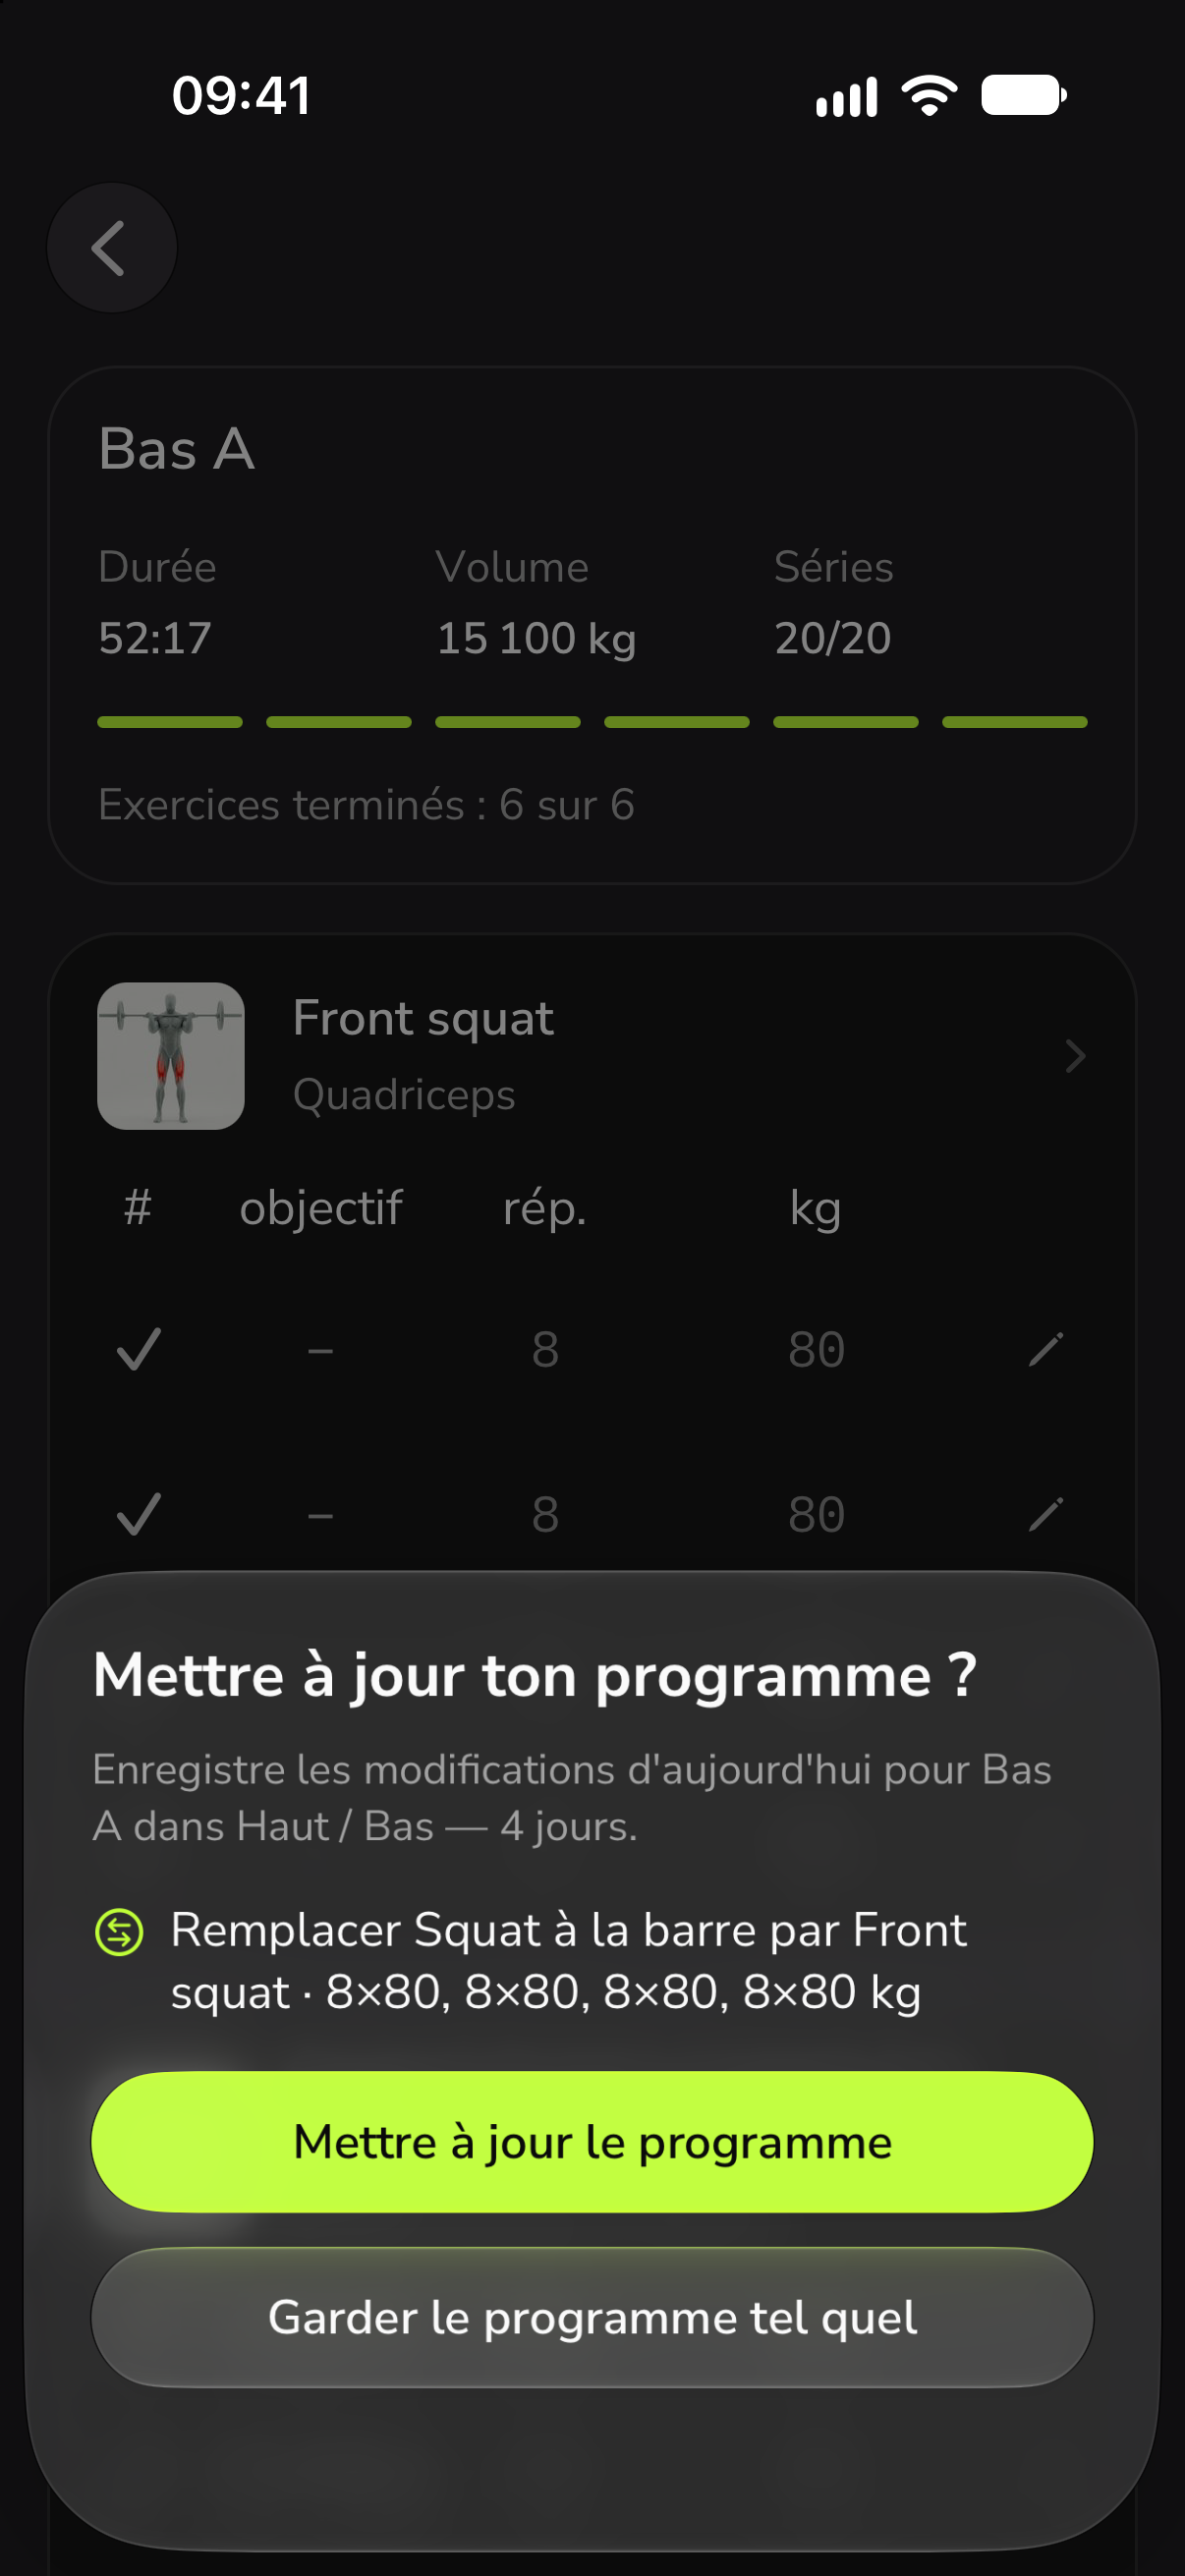 09:41
Bas A
Durée Volume Séries
52:17 15 100 kg 20/20
Exercices terminés : 6 sur 6
Front squat
Quadriceps
# objectif rép. kg
– 8 80
– 8 80
Mettre à jour ton programme ?
Enregistre les modifications d'aujourd'hui pour Bas
A dans Haut / Bas — 4 jours.
Remplacer Squat à la barre par Front
squat · 8×80, 8×80, 8×80, 8×80 kg
Mettre à jour le programme
Garder le programme tel quel